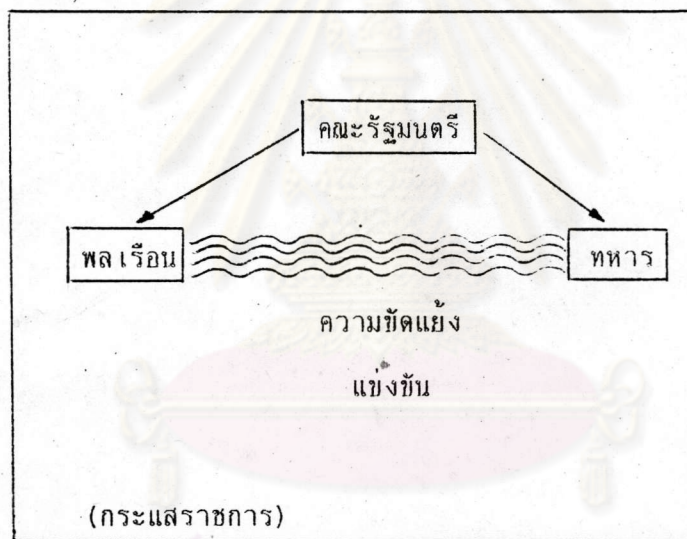 คณะรัฐมนตรี
พลเรือน ทหาร
ความขัดแย้ง
แข่งขัน
(กระแสราชการ)